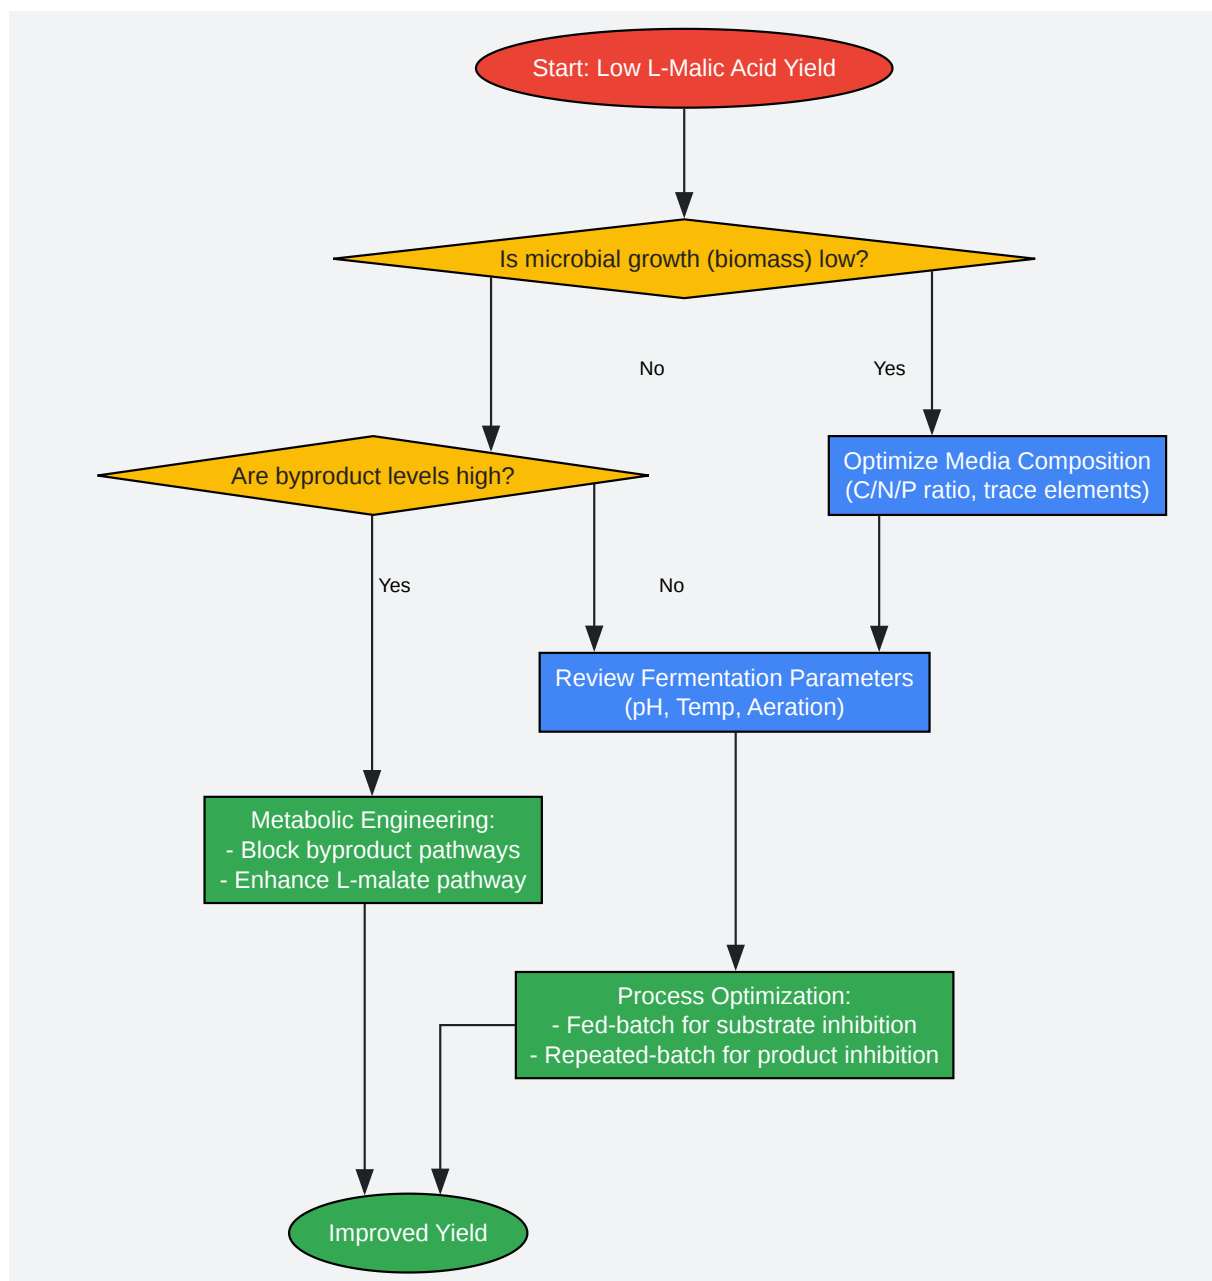 Start: Low L-Malic Acid Yield
Is microbial growth (biomass) low?
No
Yes
Are byproduct levels high?
Optimize Media Composition
(C/N/P ratio, trace elements)
Yes
No
Review Fermentation Parameters
(pH, Temp, Aeration)
Metabolic Engineering:
- Block byproduct pathways
- Enhance L-malate pathway
Process Optimization:
- Fed-batch for substrate inhibition
- Repeated-batch for product inhibition
Improved Yield